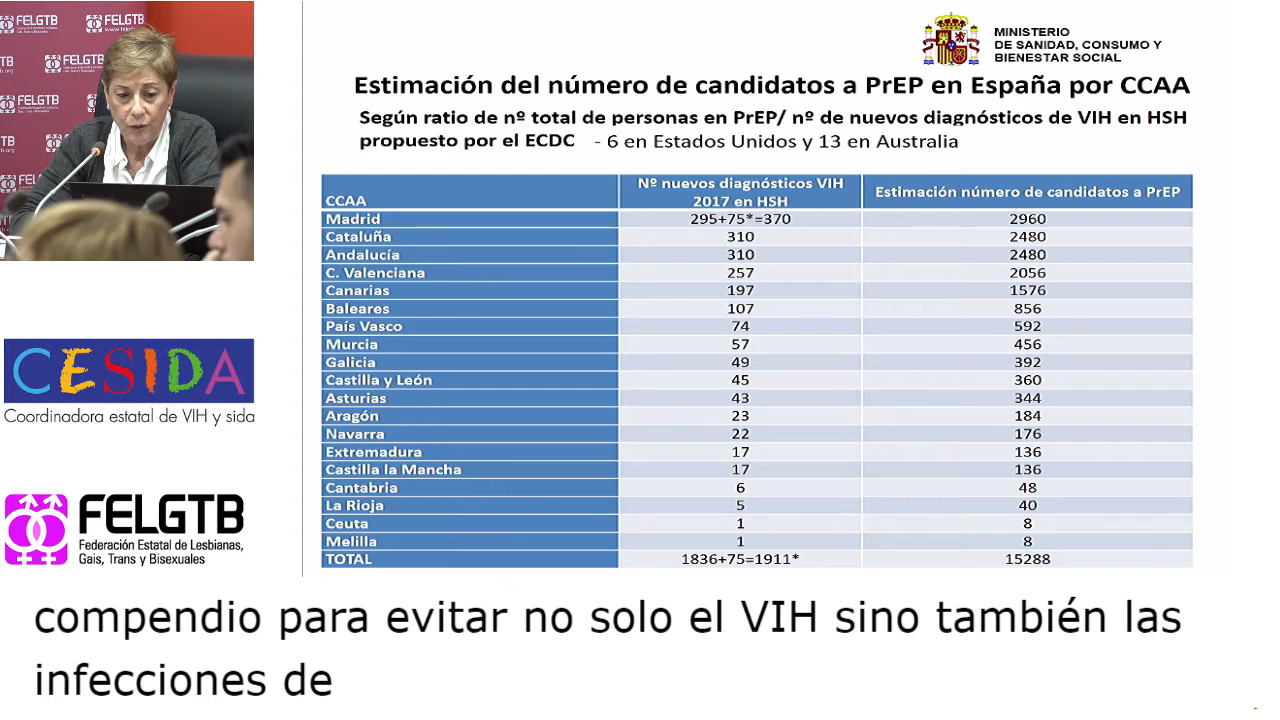 FELGTB
FELGTB
www.felgtb
FELGTB
FELGTB
FELGTB
FELGTB
MINISTERIO
DE SANIDAD, CONSUMO Y
BIENESTAR SOCIAL
Estimación del número de candidatos a PrEP en España por CCAA
Según ratio de nº total de personas en PrEP/ nº de nuevos diagnósticos de VIH en HSH
propuesto por el ECDC - 6 en Estados Unidos y 13 en Australia
CCAA Nº nuevos diagnósticos VIH 2017 en HSH Estimación número de candidatos a PrEP
Madrid 295+75*=370 2960
Cataluña 310 2480
Andalucía 310 2480
C. Valenciana 257 2056
Canarias 197 1576
Baleares 107 856
País Vasco 74 592
Murcia 57 456
Galicia 49 392
Castilla y León 45 360
Asturias 43 344
Aragón 23 184
Navarra 22 176
Extremadura 17 136
Castilla la Mancha 17 136
Cantabria 6 48
La Rioja 5 40
Ceuta 1 8
Melilla 1 8
TOTAL 1836+75=1911* 15288
CESIDA
Coordinadora estatal de VIH y sida
FELGTB
Federación Estatal de Lesbianas,
Gais, Trans y Bisexuales
compendio para evitar no solo el VIH sino también las
infecciones de